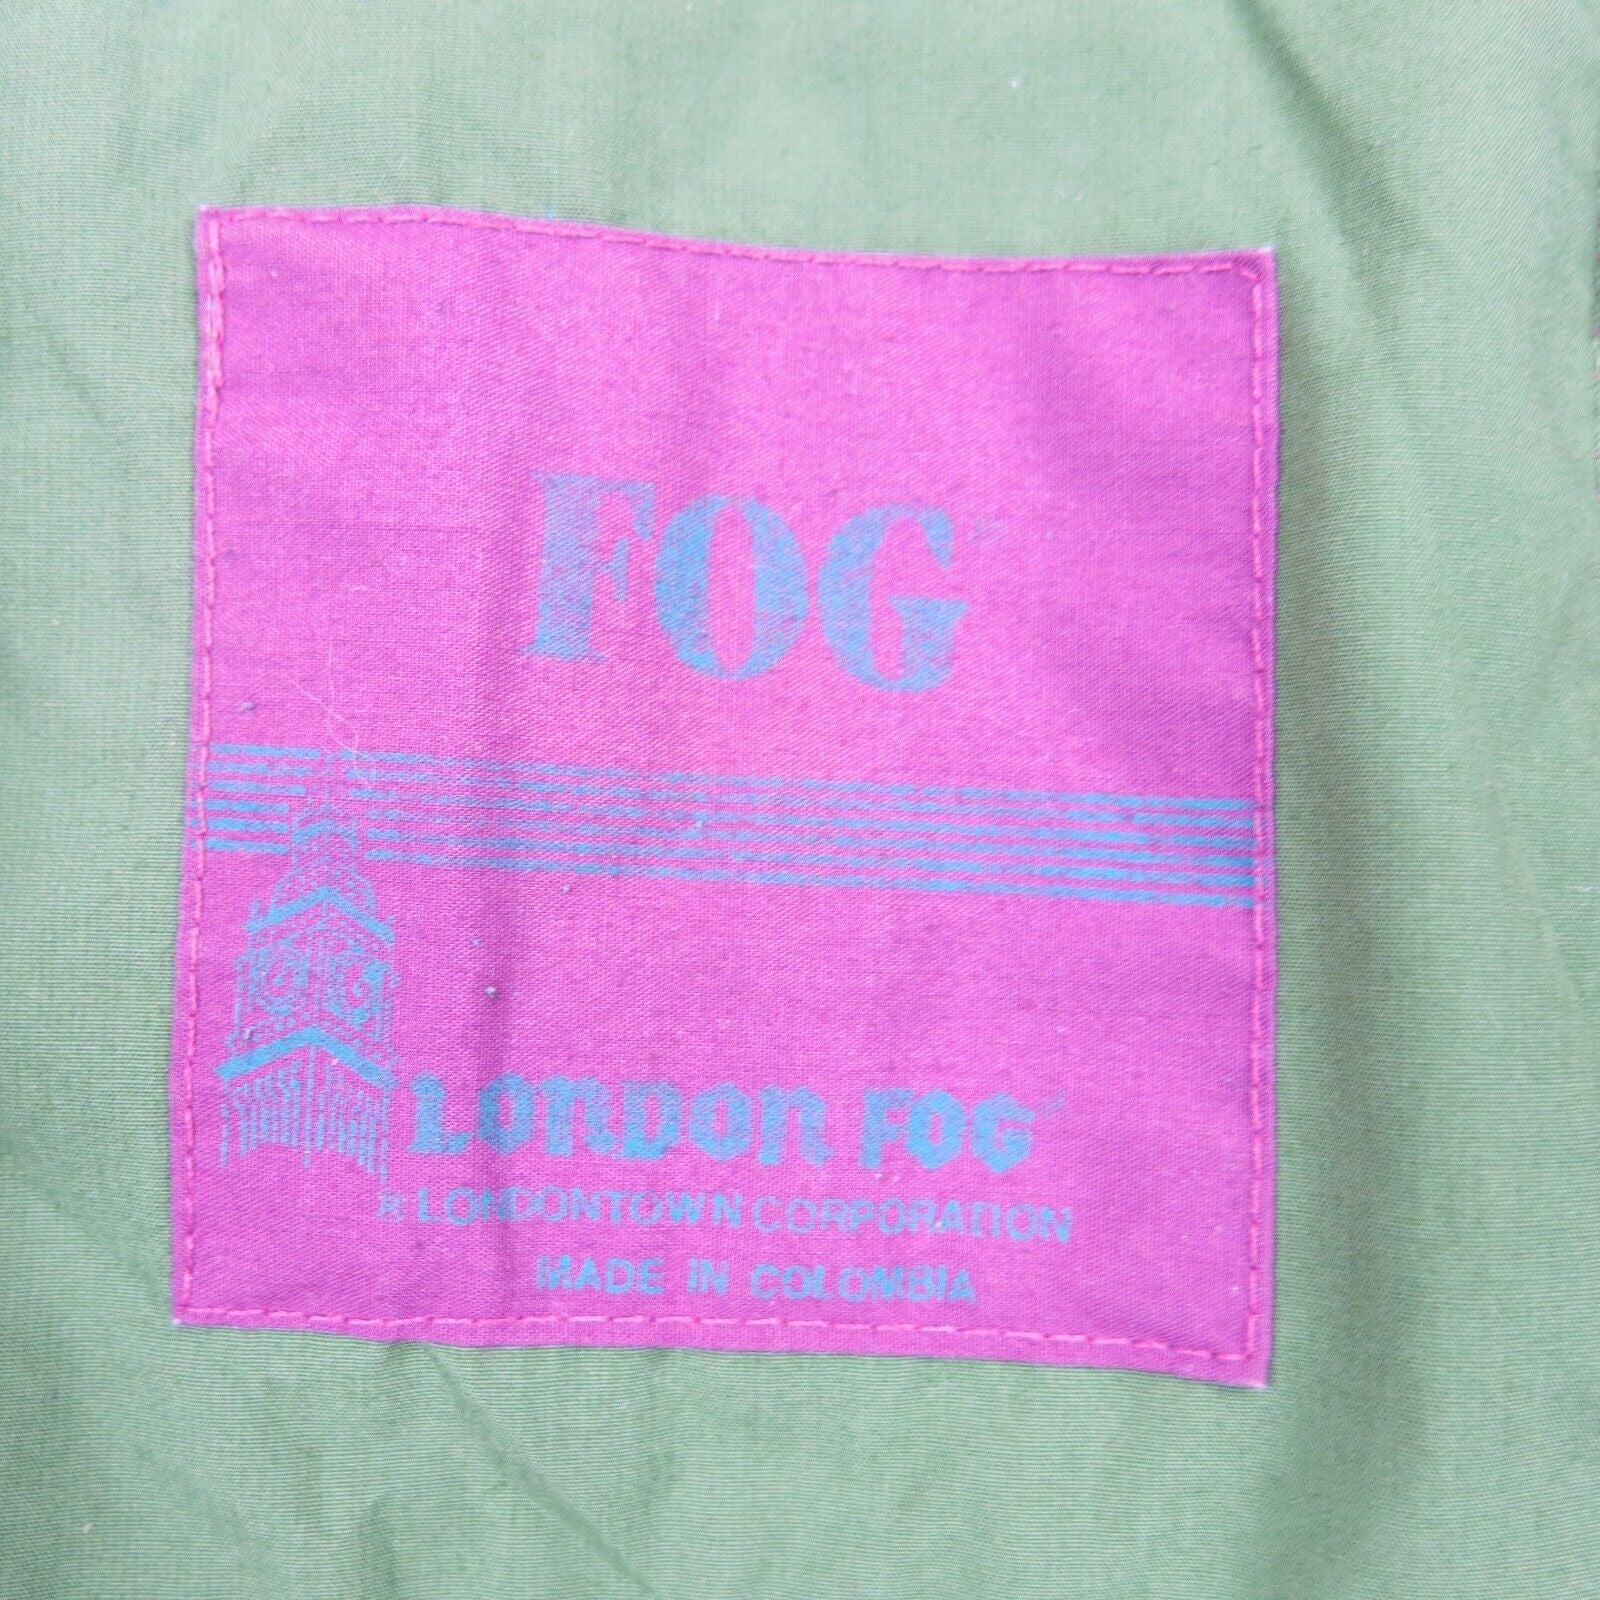 FOG
LONDON FOG
® LONDONTOWN CORPORATION
MADE IN COLOMBIA